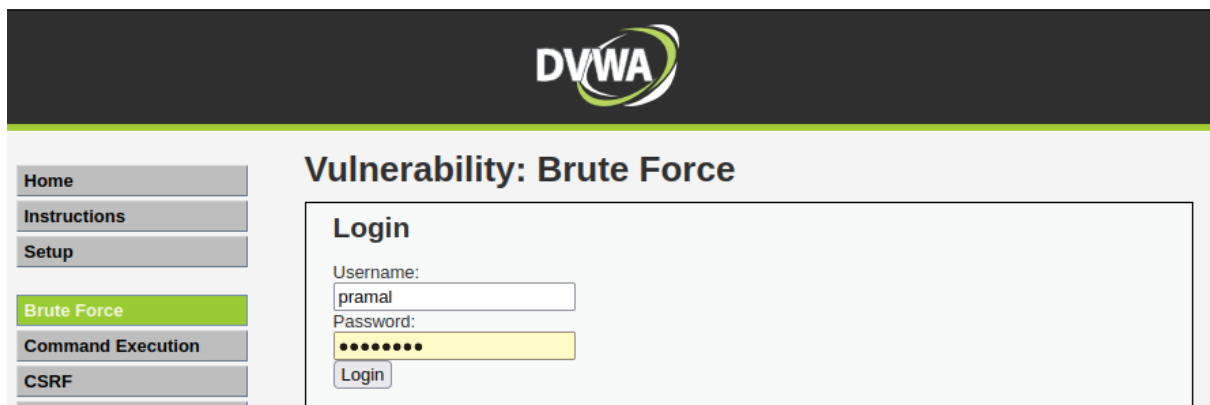 DVWA
Home
Instructions
Setup
Brute Force
Command Execution
CSRF
Vulnerability: Brute Force
Login
Username:
pramal
Password:
••••••••
Login